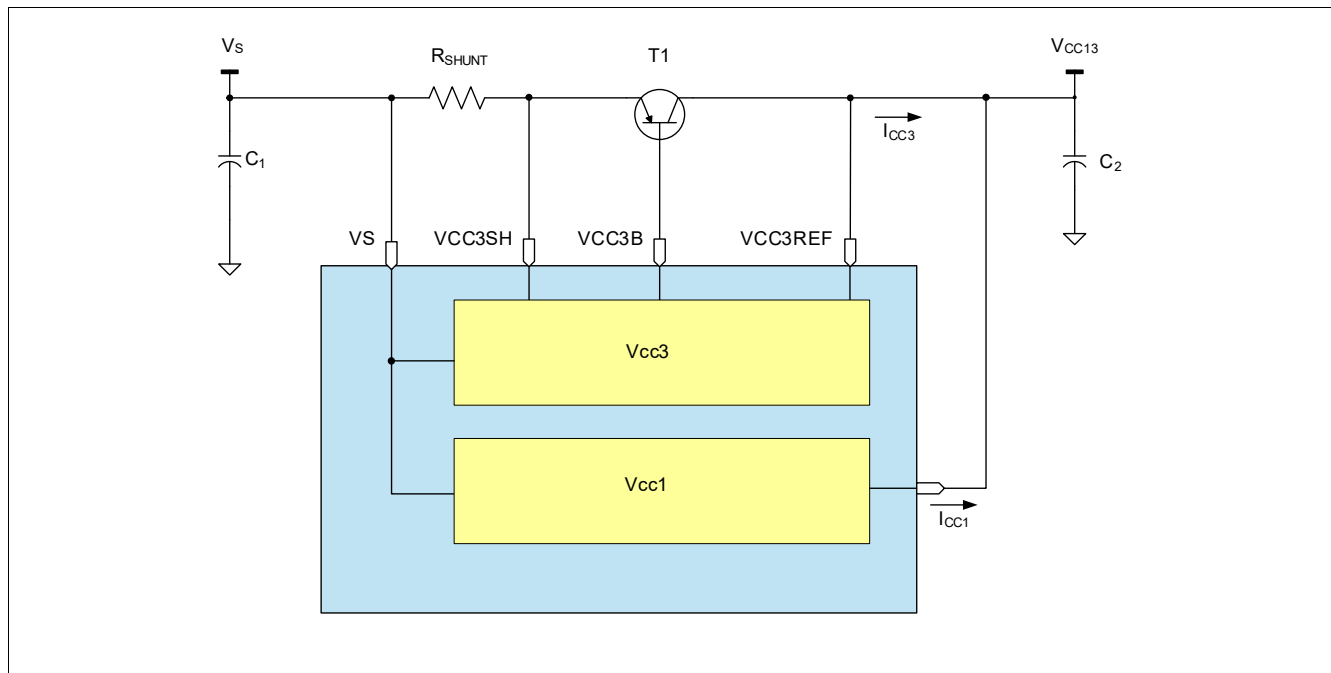 VS
RSHUNT
T1
VCC13
ICC3
C1
C2
VS
VCC3SH
VCC3B
VCC3REF
Vcc3
Vcc1
ICC1